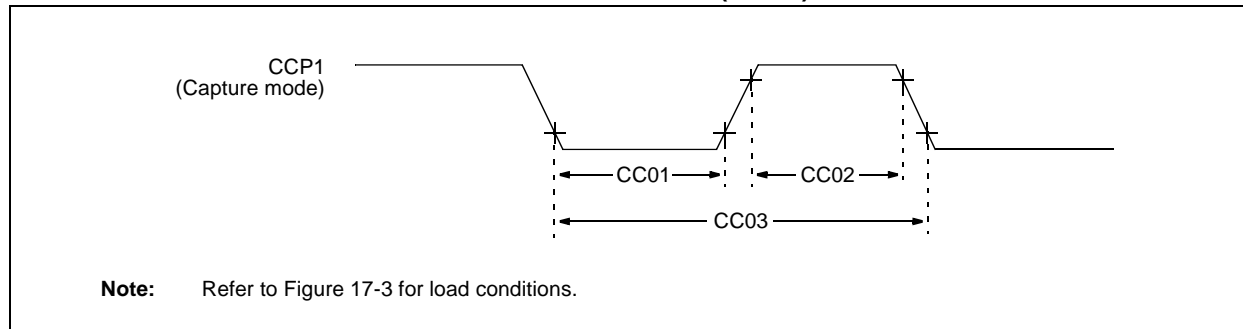 CCP1
(Capture mode)
CC01
CC02
CC03
Note: Refer to Figure 17-3 for load conditions.